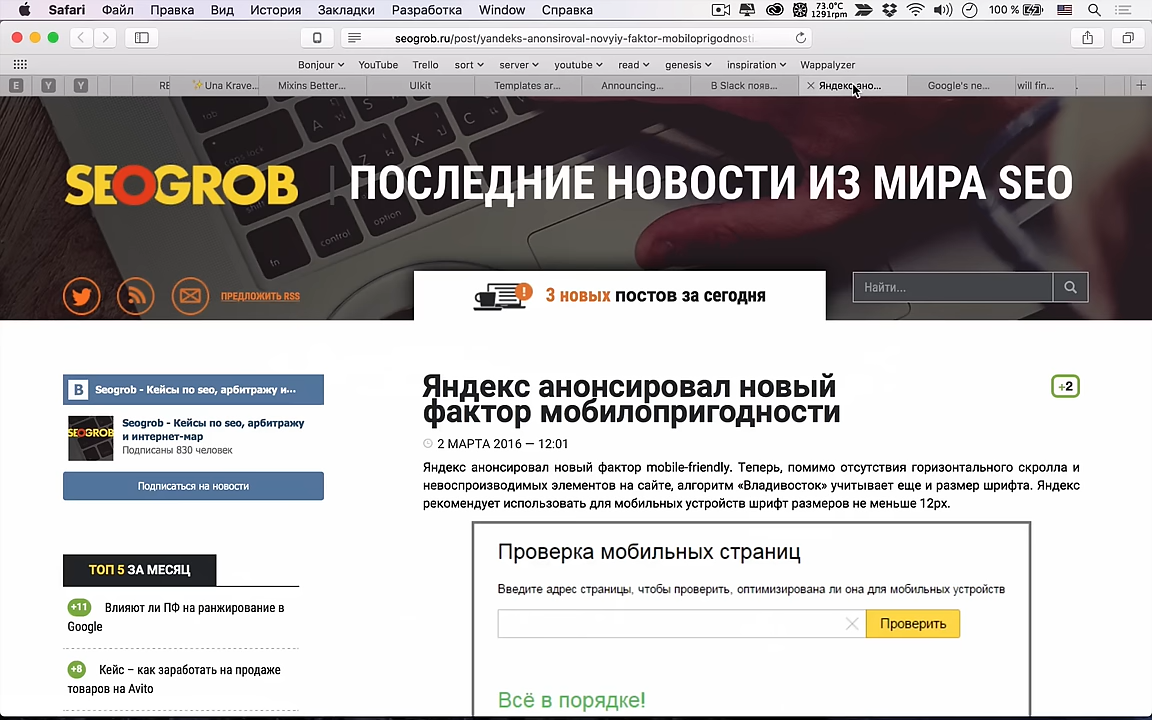 Safari Файл Правка Вид История Закладки Разработка Window Справка 73.0°C 1291rpm 100 %
seogrob.ru/post/yandeks-anonsiroval-novyiy-faktor-mobiloprigodnosti
Bonjour YouTube Trello sort server youtube read genesis inspiration Wappalyzer
E Y Y RE Una Krave... Mixins Better... UIkit Templates ar... Announcing... В Slack появ... Яндекс ано... Google's ne... will fin...
SEOGROB ПОСЛЕДНИЕ НОВОСТИ ИЗ МИРА SEO
ПРЕДЛОЖИТЬ RSS
3 новых постов за сегодня
Найти...
B Seogrob - Кейсы по seo, арбитражу и...
SEOGROB
Seogrob - Кейсы по seo, арбитражу
и интернет-мар
Подписаны 830 человек
Подписаться на новости
ТОП 5 ЗА МЕСЯЦ
+11 Влияют ли ПФ на ранжирование в
Google
+8 Кейс – как заработать на продаже
товаров на Avito
Яндекс анонсировал новый
фактор мобилопригодности
+2
2 МАРТА 2016 — 12:01
Яндекс анонсировал новый фактор mobile-friendly. Теперь, помимо отсутствия горизонтального скролла и
невоспроизводимых элементов на сайте, алгоритм «Владивосток» учитывает еще и размер шрифта. Яндекс
рекомендует использовать для мобильных устройств шрифт размеров не меньше 12px.
Проверка мобильных страниц
Введите адрес страницы, чтобы проверить, оптимизирована ли она для мобильных устройств
Проверить
Всё в порядке!